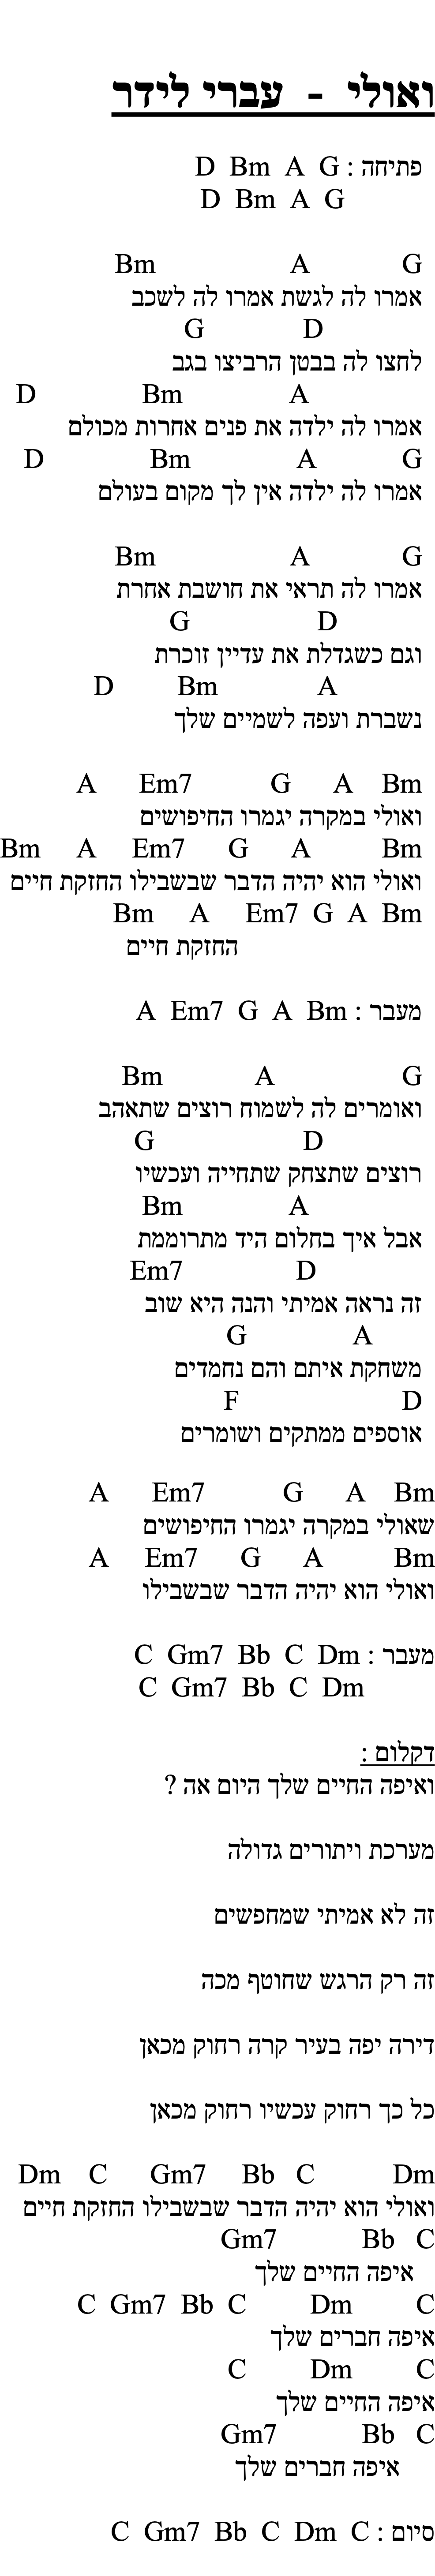 ואולי - עברי לידר
פתיחה : D Bm A G
D Bm A G
Bm A G
אמרו לה לגשת אמרו לה לשכב
G D
לחצו לה בבטן הרביצו בגב
D Bm A
אמרו לה ילדה את פנים אחרות מכולם
D Bm A G
אמרו לה ילדה אין לך מקום בעולם
Bm A G
אמרו לה תראי את חושבת אחרת
G D
וגם כשגדלת את עדיין זוכרת
D Bm A
נשברת ועפה לשמיים שלך
A Em7 G A Bm
ואולי במקרה יגמרו החיפושים
Bm A Em7 G A Bm
ואולי הוא יהיה הדבר שבשבילו החזקת חיים
Bm A Em7 G A Bm
החזקת חיים
מעבר : A Em7 G A Bm
Bm A G
ואומרים לה לשמוח רוצים שתאהב
G D
רוצים שתצחק שתחייה ועכשיו
Bm A
אבל איך בחלום היד מתרוממת
Em7 D
זה נראה אמיתי והנה היא שוב
G A
משחקת איתם והם נחמדים
F D
אוספים ממתקים ושומרים
A Em7 G A Bm
שאולי במקרה יגמרו החיפושים
A Em7 G A Bm
ואולי הוא יהיה הדבר שבשבילו
מעבר : C Gm7 Bb C Dm
C Gm7 Bb C Dm
דקלום :
ואיפה החיים שלך היום אה ?
מערכת ויתורים גדולה
זה לא אמיתי שמחפשים
זה רק הרגש שחוטף מכה
דירה יפה בעיר קרה רחוק מכאן
כל כך רחוק עכשיו רחוק מכאן
Dm C Gm7 Bb C Dm
ואולי הוא יהיה הדבר שבשבילו החזקת חיים
Gm7 Bb C
איפה החיים שלך
C Gm7 Bb C Dm C
איפה חברים שלך
C Dm C
איפה החיים שלך
Gm7 Bb C
איפה חברים שלך
סיום : C Gm7 Bb C Dm C